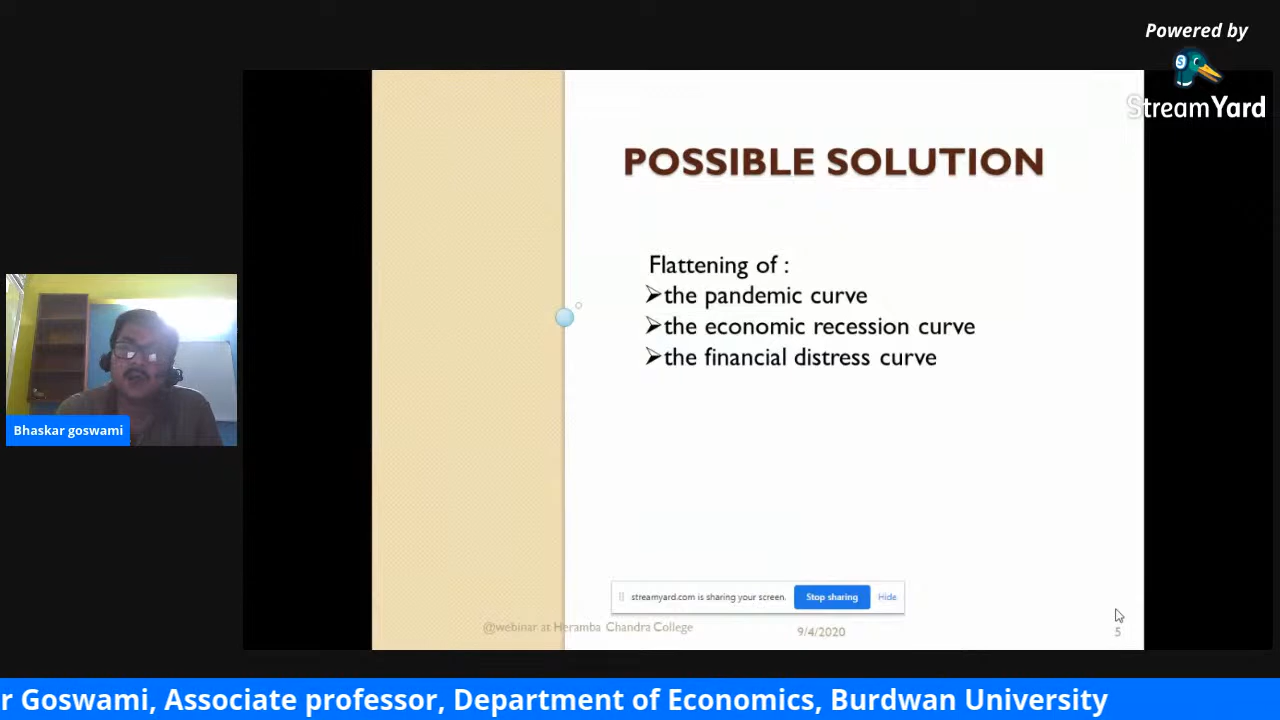 Powered by
StreamYard
POSSIBLE SOLUTION
Flattening of :
➢the pandemic curve
➢the economic recession curve
➢the financial distress curve
Bhaskar goswami
streamyard.com is sharing your screen. Stop sharing Hide
@webinar at Heramba Chandra College 9/4/2020 5
r Goswami, Associate professor, Department of Economics, Burdwan University